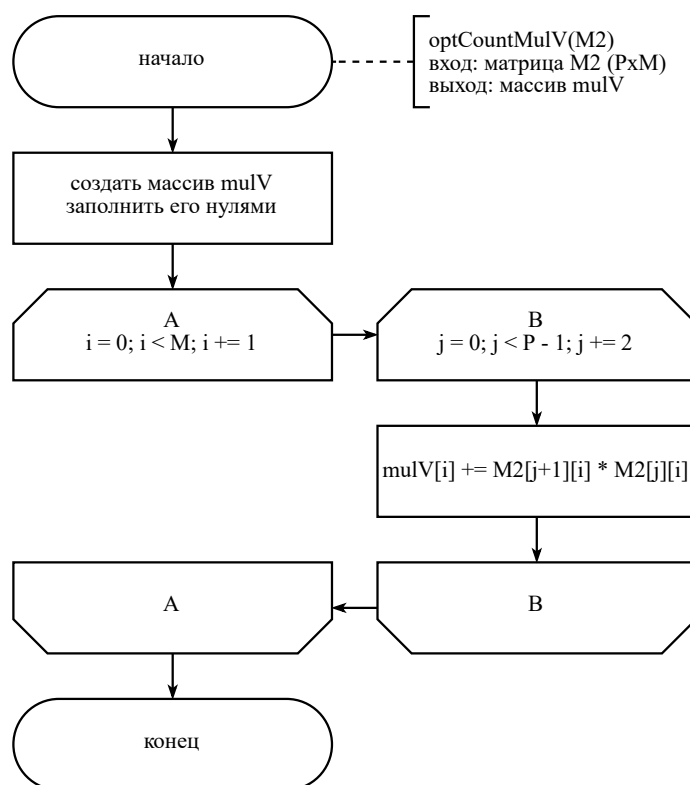 начало
optCountMulV(M2)
вход: матрица M2 (PxM)
выход: массив mulV
создать массив mulV
заполнить его нулями
A
i = 0; i < M; i += 1
B
j = 0; j < P - 1; j += 2
mulV[i] += M2[j+1][i] * M2[j][i]
A
B
конец